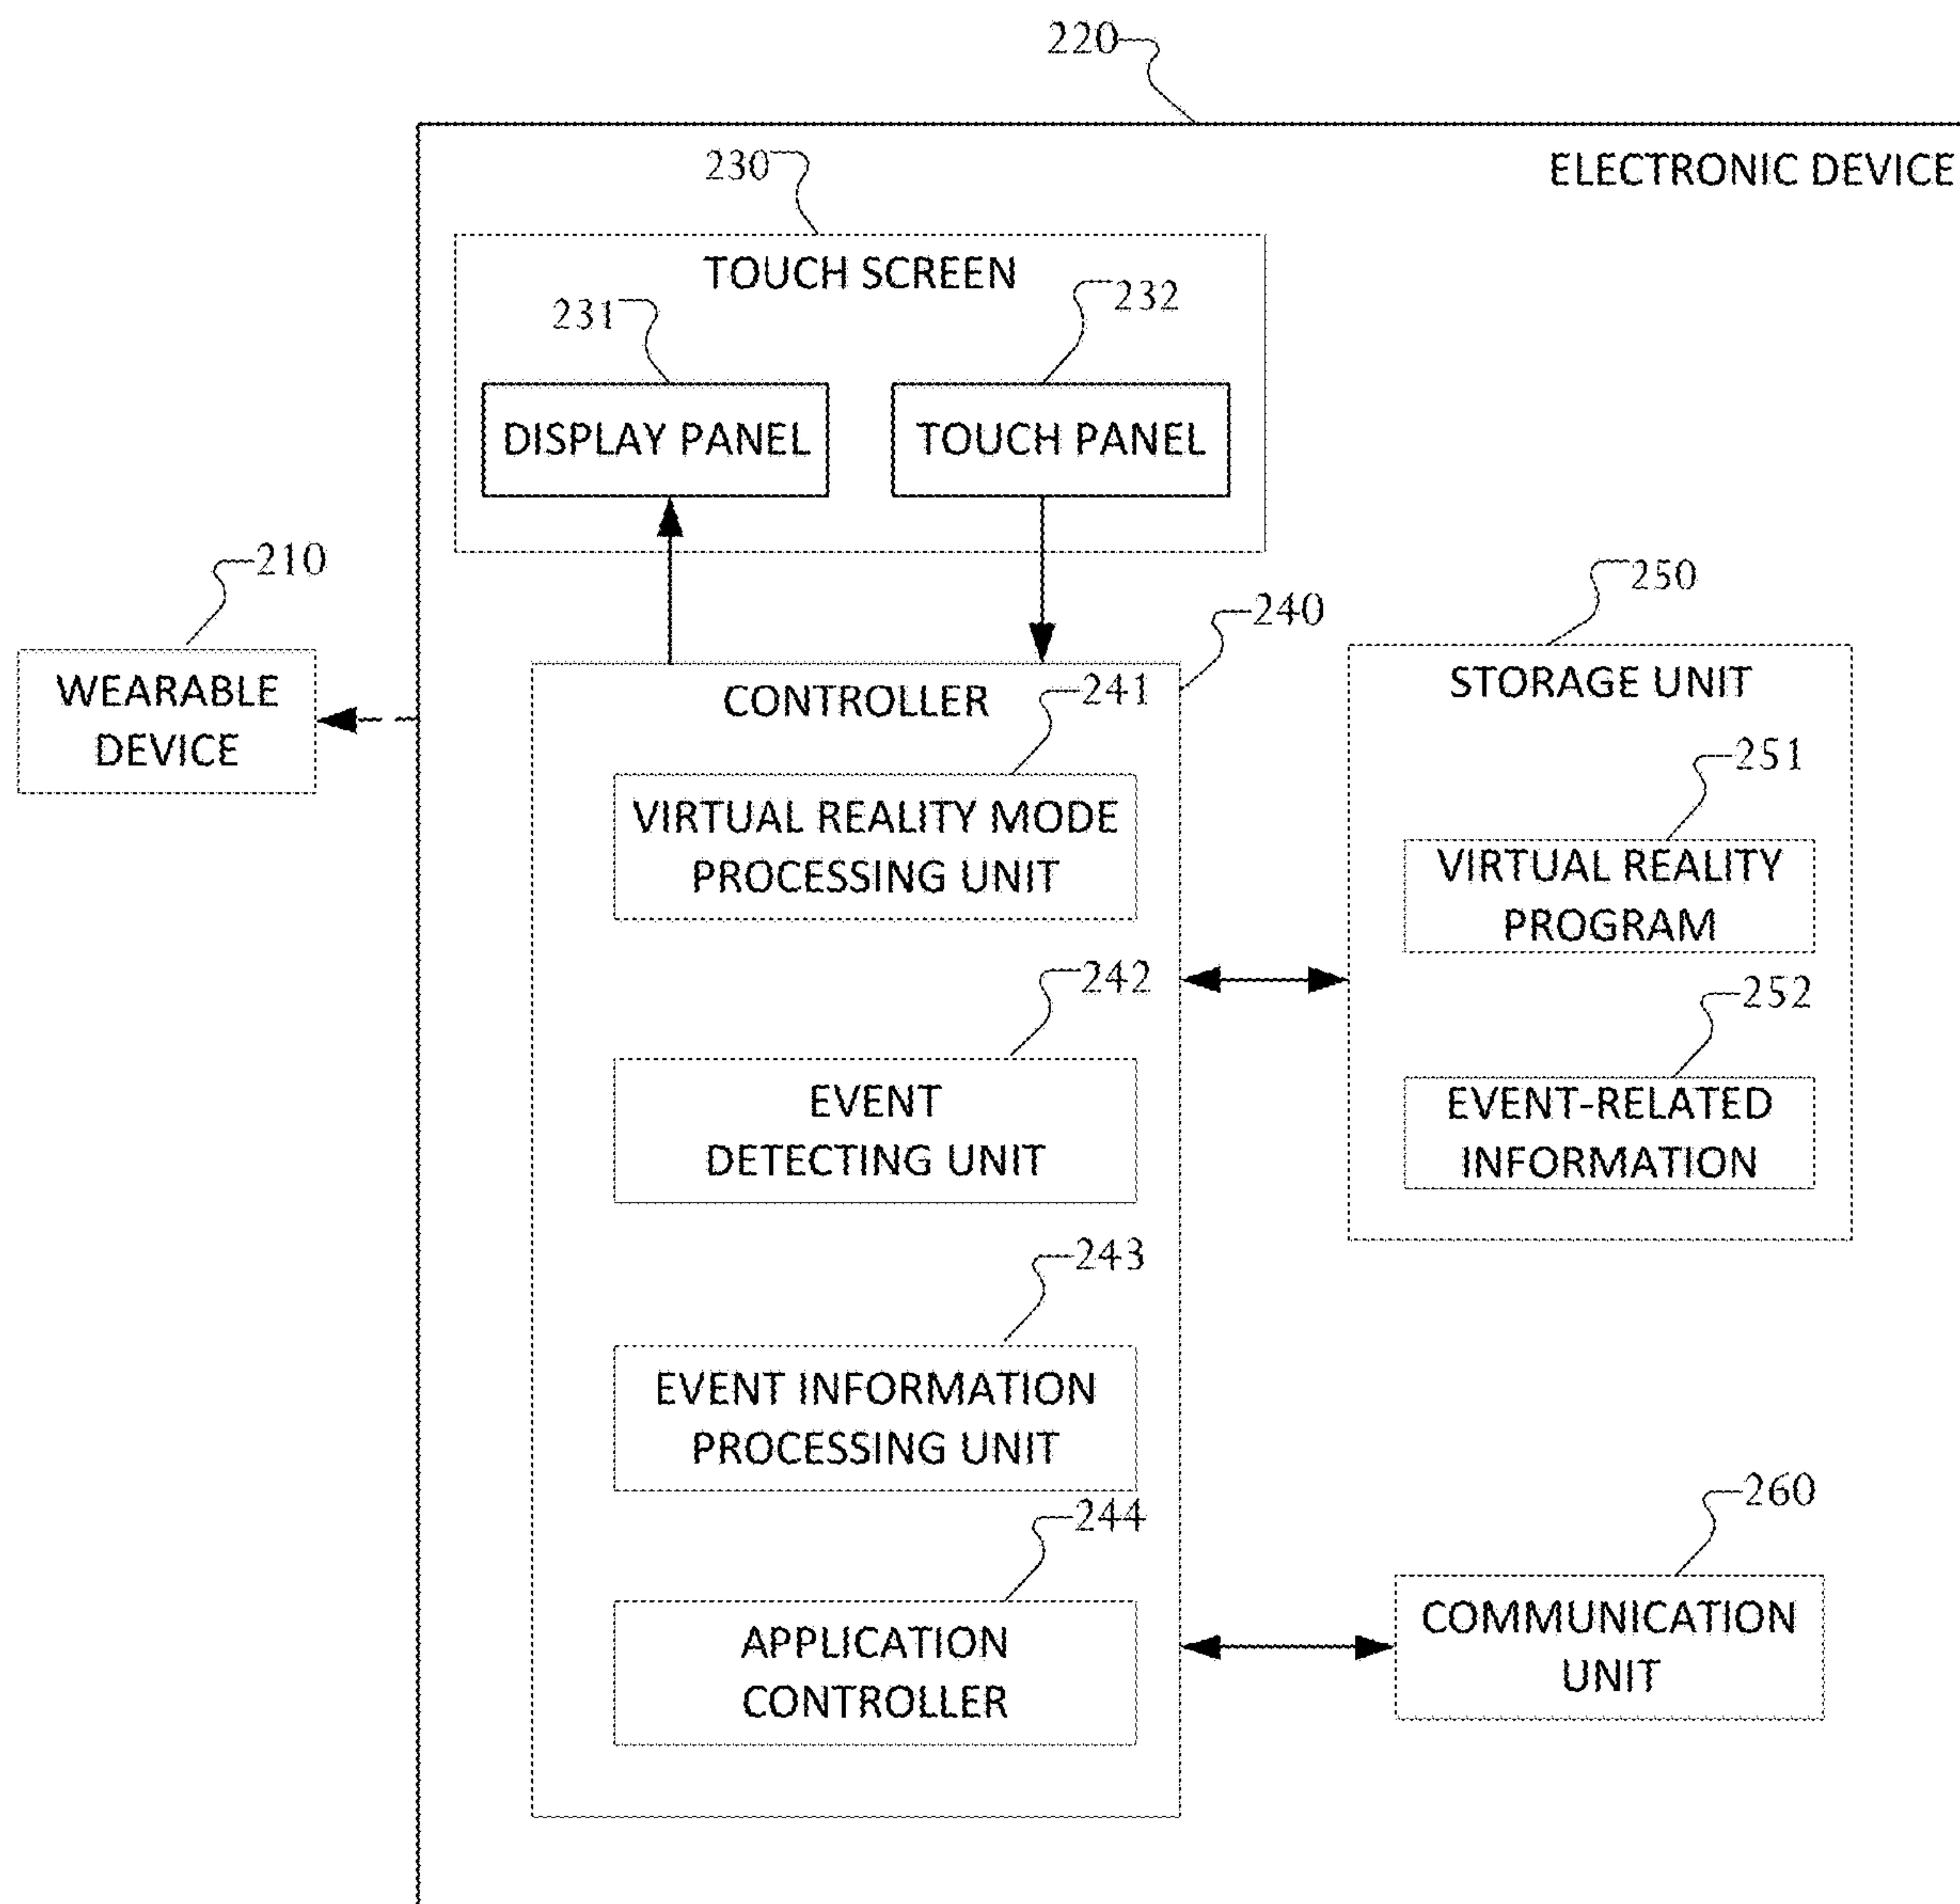 220
ELECTRONIC DEVICE
230
TOUCH SCREEN
231
232
DISPLAY PANEL
TOUCH PANEL
210
WEARABLE
DEVICE
240
CONTROLLER
241
VIRTUAL REALITY MODE
PROCESSING UNIT
242
EVENT
DETECTING UNIT
243
EVENT INFORMATION
PROCESSING UNIT
244
APPLICATION
CONTROLLER
250
STORAGE UNIT
251
VIRTUAL REALITY
PROGRAM
252
EVENT-RELATED
INFORMATION
260
COMMUNICATION
UNIT